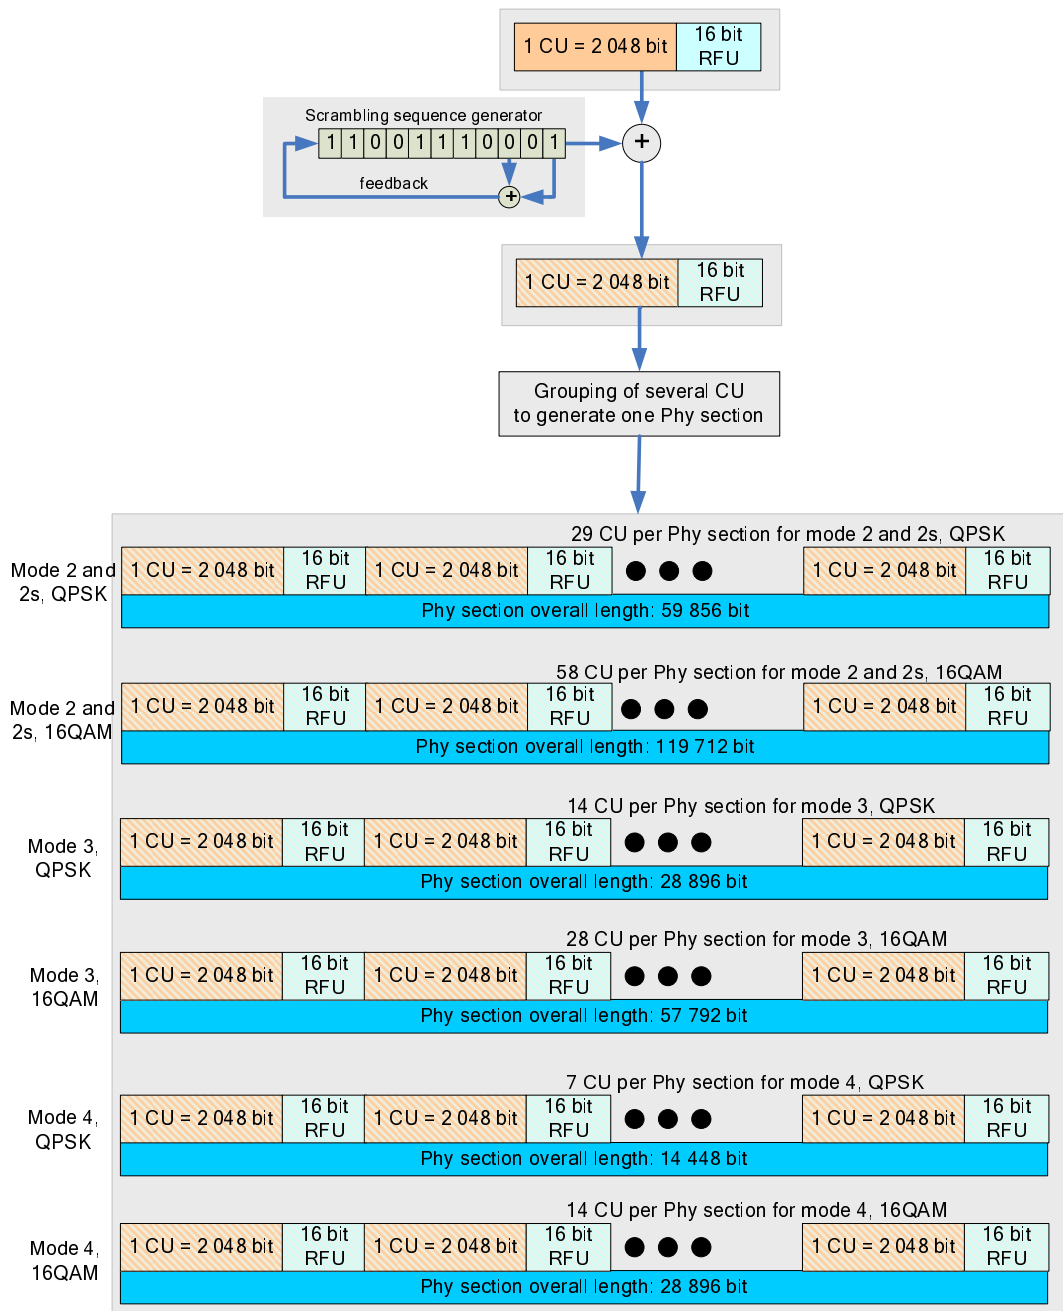 1 CU = 2 048 bit
16 bit
RFU
Scrambling sequence generator
1 1 0 0 1 1 1 0 0 0 1
+
feedback
+
1 CU = 2 048 bit
16 bit
RFU
Grouping of several CU
to generate one Phy section
29 CU per Phy section for mode 2 and 2s, QPSK
Mode 2 and
2s, QPSK
1 CU = 2 048 bit
16 bit
RFU
1 CU = 2 048 bit
16 bit
RFU
1 CU = 2 048 bit
16 bit
RFU
Phy section overall length: 59 856 bit
58 CU per Phy section for mode 2 and 2s, 16QAM
Mode 2 and
2s, 16QAM
1 CU = 2 048 bit
16 bit
RFU
1 CU = 2 048 bit
16 bit
RFU
1 CU = 2 048 bit
16 bit
RFU
Phy section overall length: 119 712 bit
14 CU per Phy section for mode 3, QPSK
Mode 3,
QPSK
1 CU = 2 048 bit
16 bit
RFU
1 CU = 2 048 bit
16 bit
RFU
1 CU = 2 048 bit
16 bit
RFU
Phy section overall length: 28 896 bit
28 CU per Phy section for mode 3, 16QAM
Mode 3,
16QAM
1 CU = 2 048 bit
16 bit
RFU
1 CU = 2 048 bit
16 bit
RFU
1 CU = 2 048 bit
16 bit
RFU
Phy section overall length: 57 792 bit
7 CU per Phy section for mode 4, QPSK
Mode 4,
QPSK
1 CU = 2 048 bit
16 bit
RFU
1 CU = 2 048 bit
16 bit
RFU
1 CU = 2 048 bit
16 bit
RFU
Phy section overall length: 14 448 bit
14 CU per Phy section for mode 4, 16QAM
Mode 4,
16QAM
1 CU = 2 048 bit
16 bit
RFU
1 CU = 2 048 bit
16 bit
RFU
1 CU = 2 048 bit
16 bit
RFU
Phy section overall length: 28 896 bit